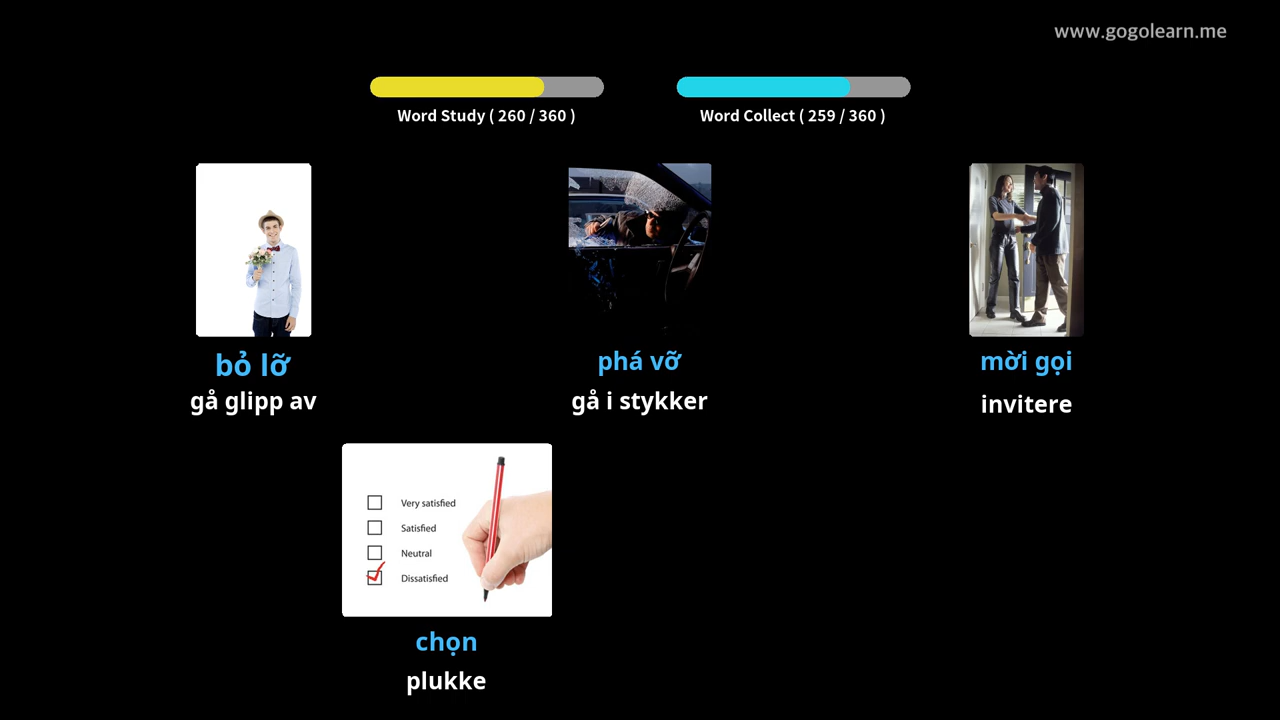 www.gogolearn.me
Word Study ( 260 / 360 )
Word Collect ( 259 / 360 )
bỏ lỡ
gå glipp av
phá vỡ
gå i stykker
mời gọi
invitere
Very satisfied
Satisfied
Neutral
Dissatisfied
chọn
plukke